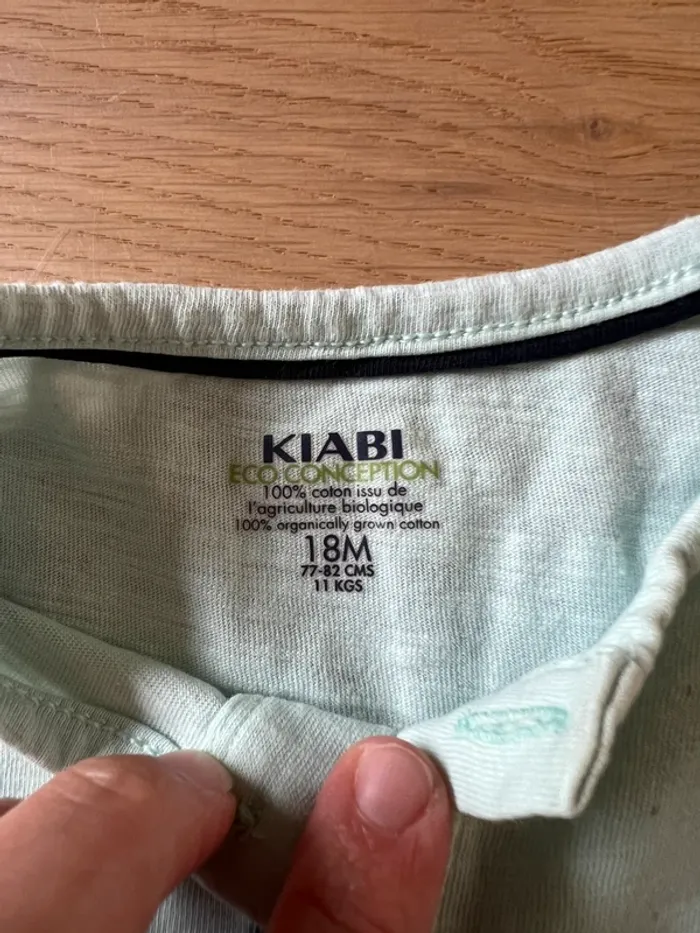 KIABI
ECO CONCEPTION
100% coton issu de
l'agriculture biologique
100% organically grown cotton
18M
77-82 CMS
11 KGS